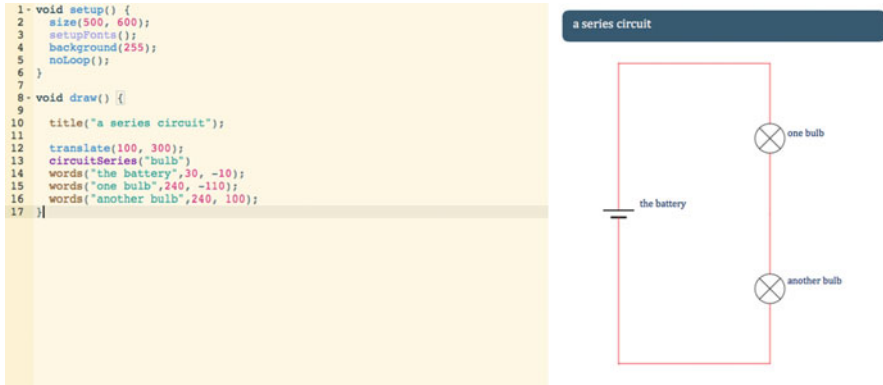 1 void setup() {
2 size(500, 600);
3 setupFonts();
4 background(255);
5 noLoop();
6 }
7
8 void draw() {
9
10 title("a series circuit");
11
12 translate(100, 300);
13 circuitSeries("bulb")
14 words("the battery",30, -10);
15 words("one bulb",240, -110);
16 words("another bulb",240, 100);
17 }
a series circuit
one bulb
the battery
another bulb